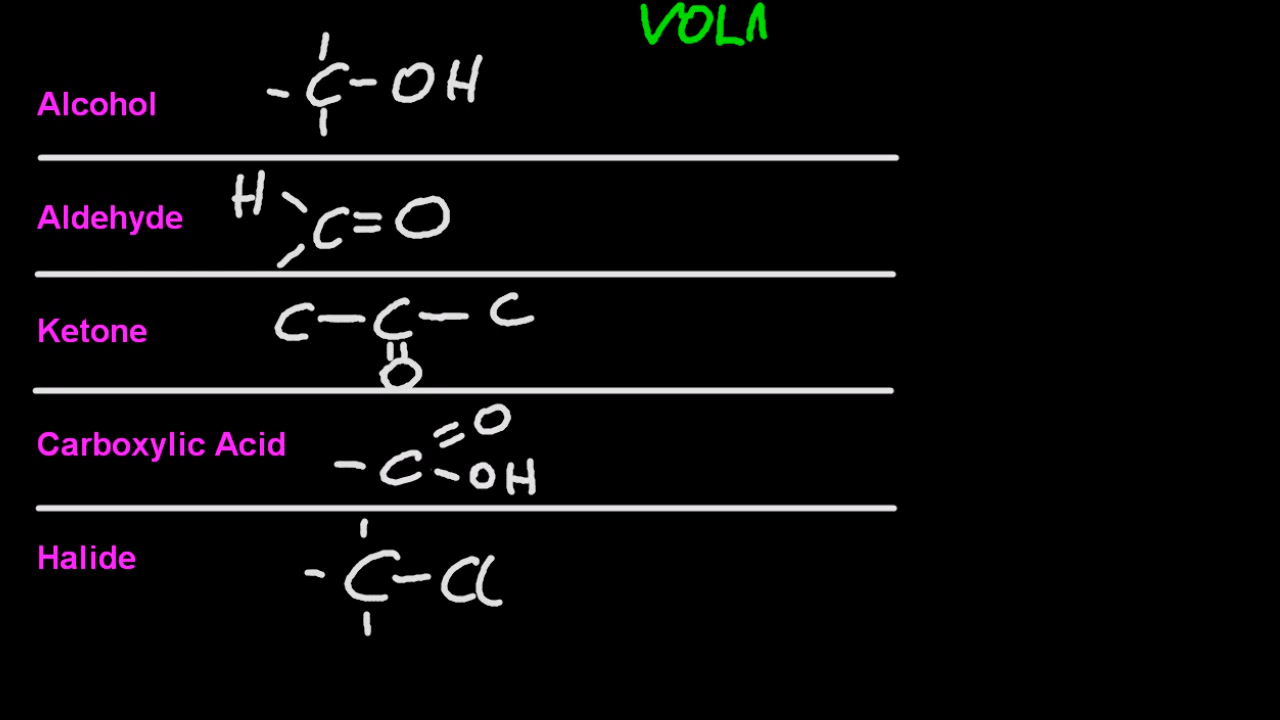 VOLA
Alcohol
- C - OH
Aldehyde
H
C = O
Ketone
C - C - C
O
Carboxylic Acid
O
- C - OH
Halide
- C - Cl